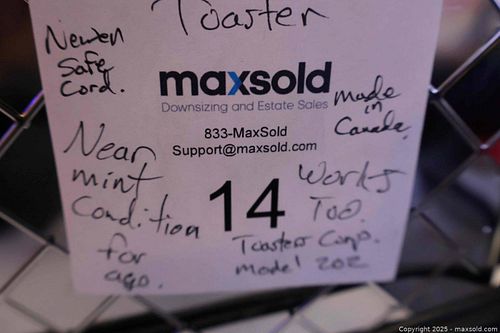 Toaster
Newer
Safe
Cord.
maxsold
Downsizing and Estate Sales
made
in
Canada.
833-MaxSold
Support@maxsold.com
Near
mint
Condition
for
age.
14
Works
Too.
Toasters Corp.
model 202
Copyright 2025 - maxsold.com